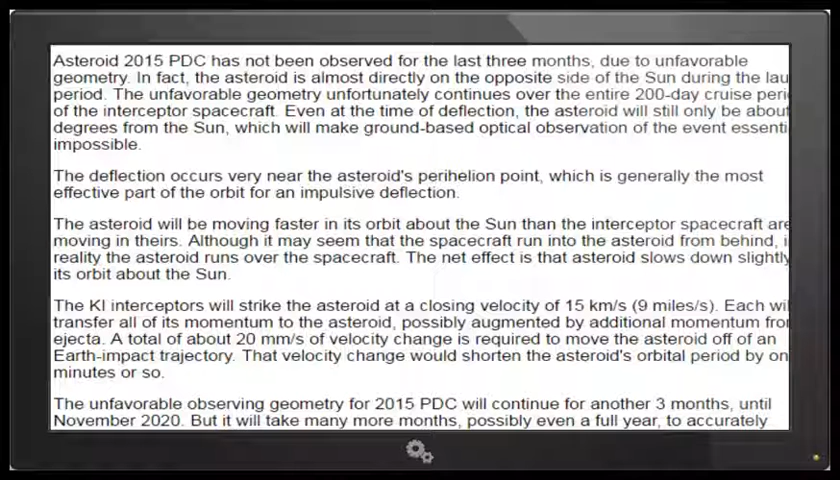 Asteroid 2015 PDC has not been observed for the last three months, due to unfavorable
geometry. In fact, the asteroid is almost directly on the opposite side of the Sun during the
period. The unfavorable geometry unfortunately continues over the entire 200-day cruise
of the interceptor spacecraft. Even at the time of deflection, the asteroid will still only be about
degrees from the Sun, which will make ground-based optical observation of the event
impossible.
The deflection occurs very near the asteroid's perihelion point, which is generally the most
effective part of the orbit for an impulsive deflection.
The asteroid will be moving faster in its orbit about the Sun than the interceptor spacecraft are
moving in theirs. Although it may seem that the spacecraft run into the asteroid from behind,
reality the asteroid runs over the spacecraft. The net effect is that asteroid slows down slightly
its orbit about the Sun.
The KI interceptors will strike the asteroid at a closing velocity of 15 km/s (9 miles/s). Each
transfer all of its momentum to the asteroid, possibly augmented by additional momentum
ejecta. A total of about 20 mm/s of velocity change is required to move the asteroid off of an
Earth-impact trajectory. That velocity change would shorten the asteroid's orbital period by
minutes or so.
The unfavorable observing geometry for 2015 PDC will continue for another 3 months, until
November 2020. But it will take many more months, possibly even a full year, to accurately